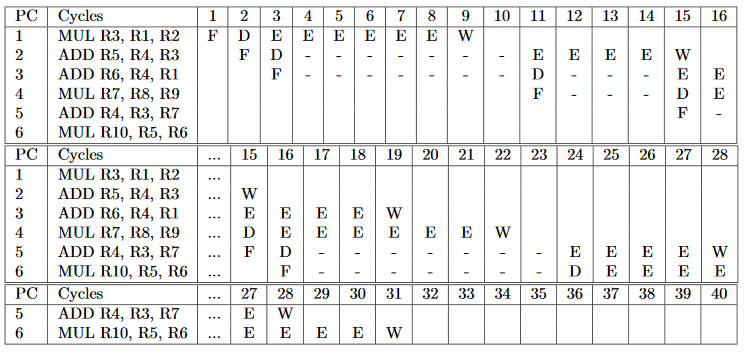 PC Cycles 1 2 3 4 5 6 7 8 9 10 11 12 13 14 15 16
1 MUL R3, R1, R2 F D E E E E E E W
2 ADD R5, R4, R3 F D - - - - - - - E E E E W
3 ADD R6, R4, R1 F - - - - - - - D - - - E E
4 MUL R7, R8, R9 F - - - D E
5 ADD R4, R3, R7 F -
6 MUL R10, R5, R6
PC Cycles ... 15 16 17 18 19 20 21 22 23 24 25 26 27 28
1 MUL R3, R1, R2 ...
2 ADD R5, R4, R3 ... W
3 ADD R6, R4, R1 ... E E E E W
4 MUL R7, R8, R9 ... D E E E E E E W
5 ADD R4, R3, R7 ... F D - - - - - - - E E E E W
6 MUL R10, R5, R6 ... F - - - - - - - D E E E E
PC Cycles ... 27 28 29 30 31 32 33 34 35 36 37 38 39 40
5 ADD R4, R3, R7 ... E W
6 MUL R10, R5, R6 ... E E E E W